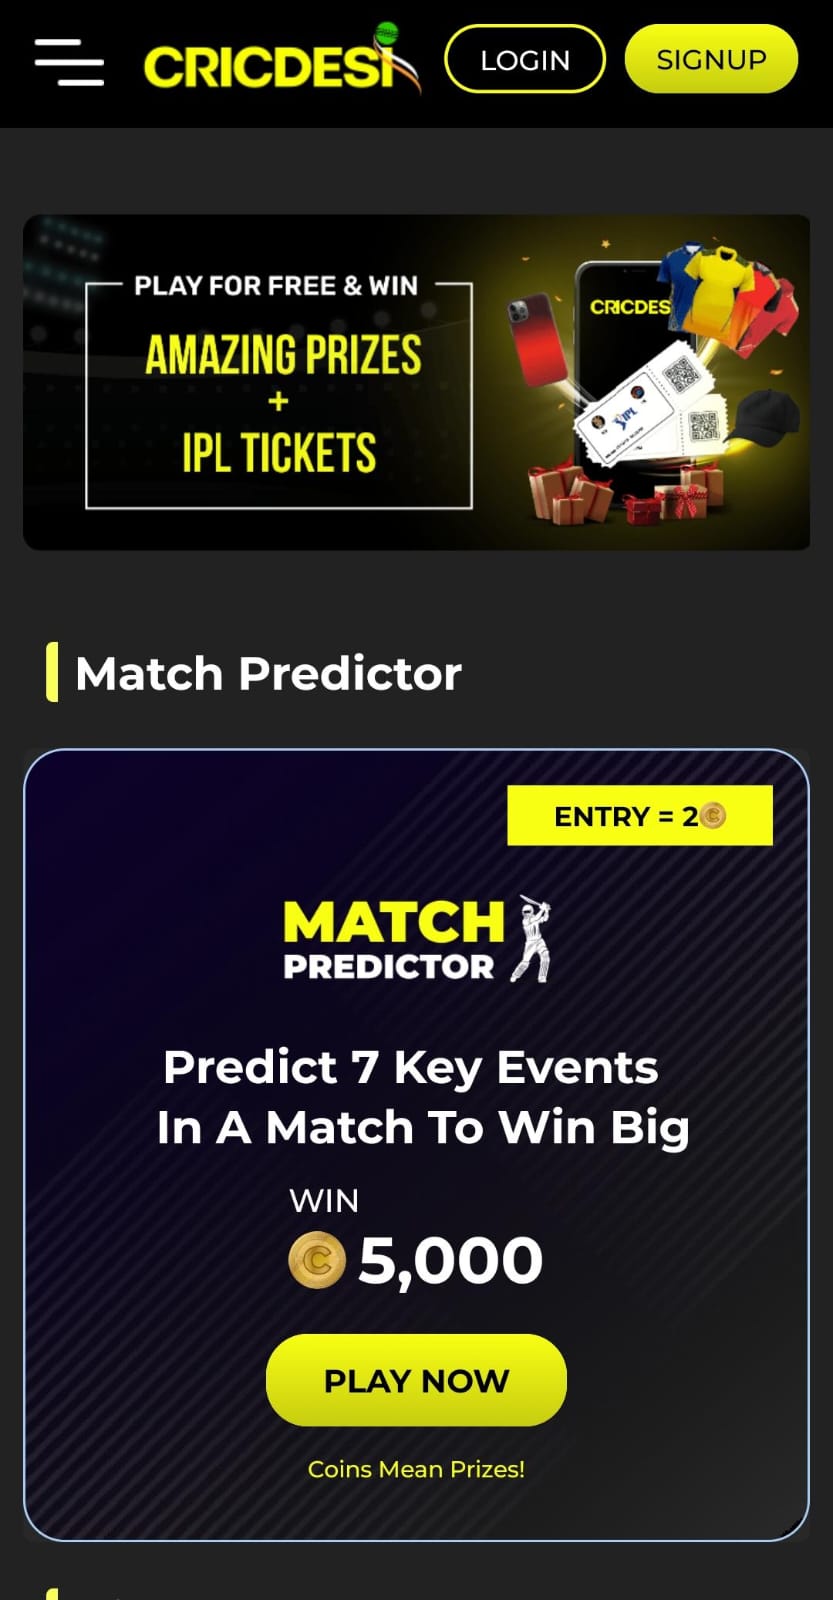 CRICDESI
LOGIN
SIGNUP
PLAY FOR FREE & WIN
AMAZING PRIZES
+
IPL TICKETS
CRICDES
IPL
Match Predictor
ENTRY = 2
MATCH
PREDICTOR
Predict 7 Key Events
In A Match To Win Big
WIN
5,000
PLAY NOW
Coins Mean Prizes!